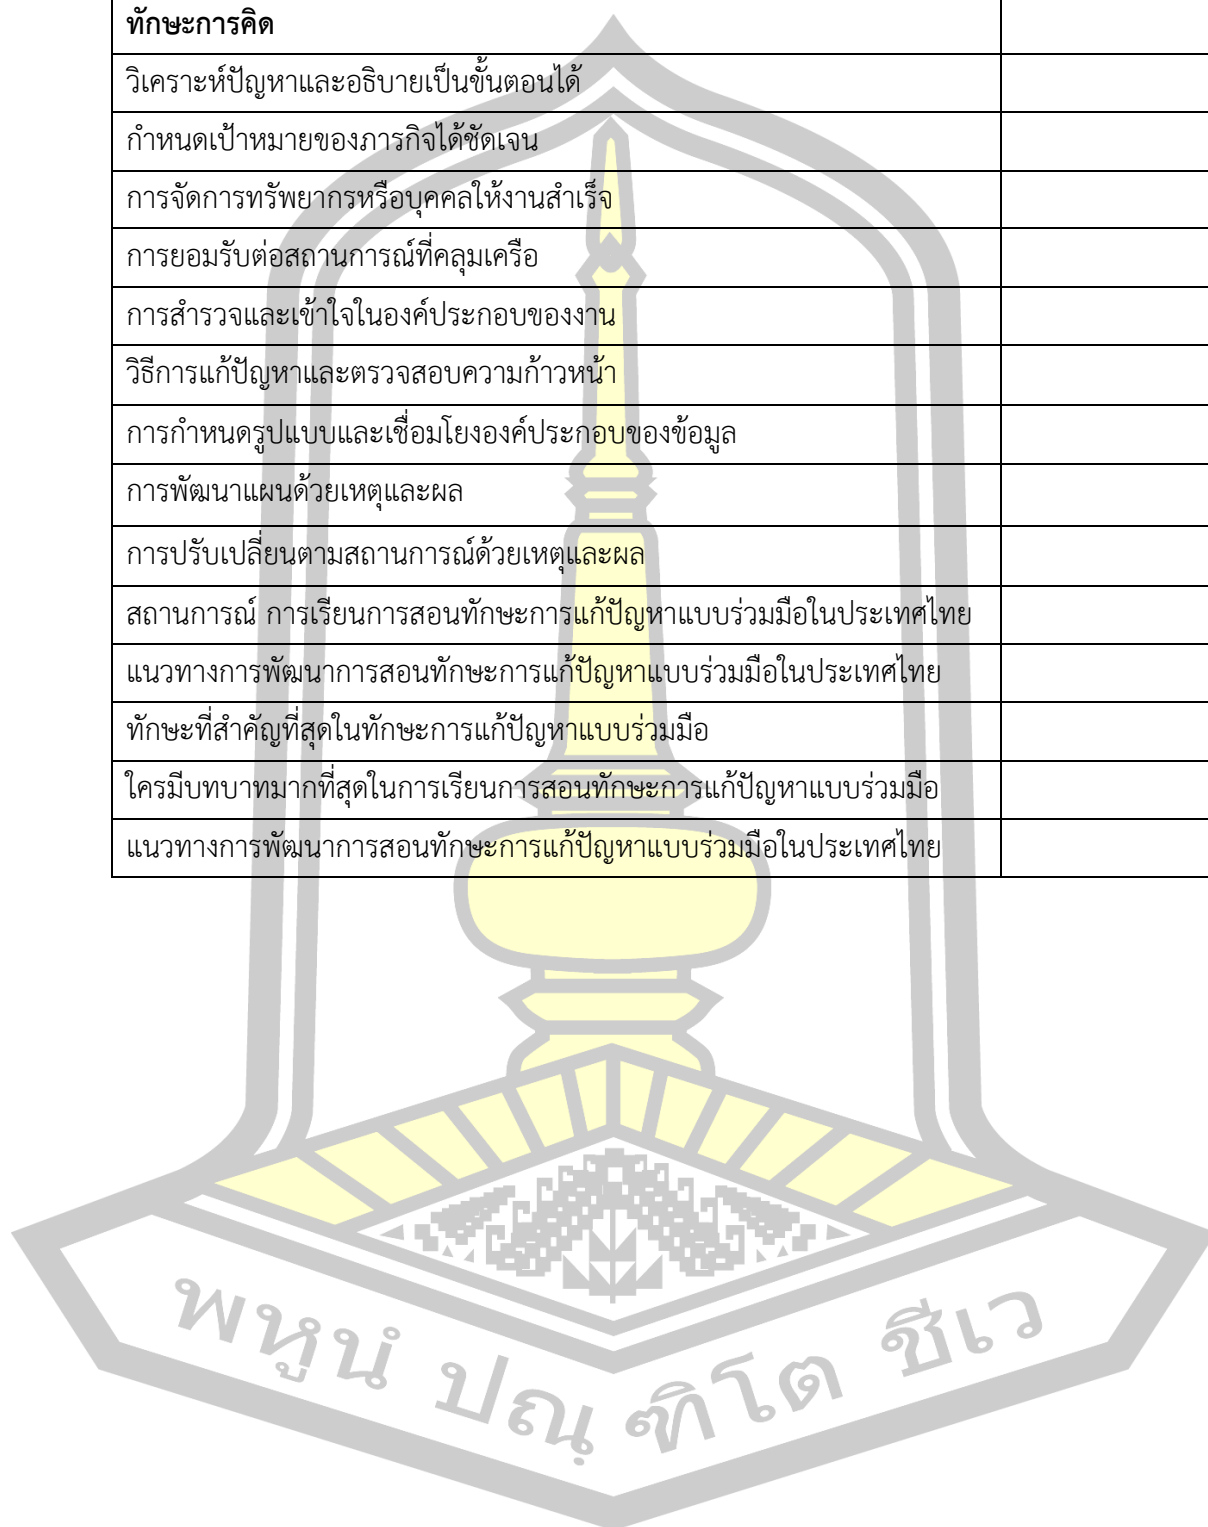 ทักษะการคิด
วิเคราะห์ปัญหาและอธิบายเป็นขั้นตอนได้
กำหนดเป้าหมายของภารกิจได้ชัดเจน
การจัดการทรัพยากรหรือบุคคลให้งานสำเร็จ
การยอมรับต่อสถานการณ์ที่คลุมเครือ
การสำรวจและเข้าใจในองค์ประกอบของงาน
วิธีการแก้ปัญหาและตรวจสอบความก้าวหน้า
การกำหนดรูปแบบและเชื่อมโยงองค์ประกอบของข้อมูล
การพัฒนาแผนด้วยเหตุและผล
การปรับเปลี่ยนตามสถานการณ์ด้วยเหตุและผล
สถานการณ์ การเรียนการสอนทักษะการแก้ปัญหาแบบร่วมมือในประเทศไทย
แนวทางการพัฒนาการสอนทักษะการแก้ปัญหาแบบร่วมมือในประเทศไทย
ทักษะที่สำคัญที่สุดในทักษะการแก้ปัญหาแบบร่วมมือ
ใครมีบทบาทมากที่สุดในการเรียนการสอนทักษะการแก้ปัญหาแบบร่วมมือ
แนวทางการพัฒนาการสอนทักษะการแก้ปัญหาแบบร่วมมือในประเทศไทย
พหูนํ ปณฺฑิโต ชีเว